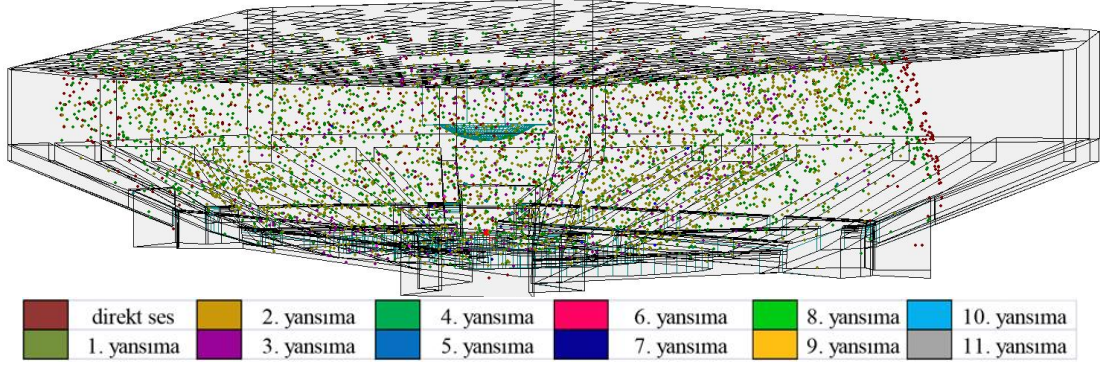 direkt ses 2. yansıma 4. yansıma 6. yansıma 8. yansıma 10. yansıma
1. yansıma 3. yansıma 5. yansıma 7. yansıma 9. yansıma 11. yansıma